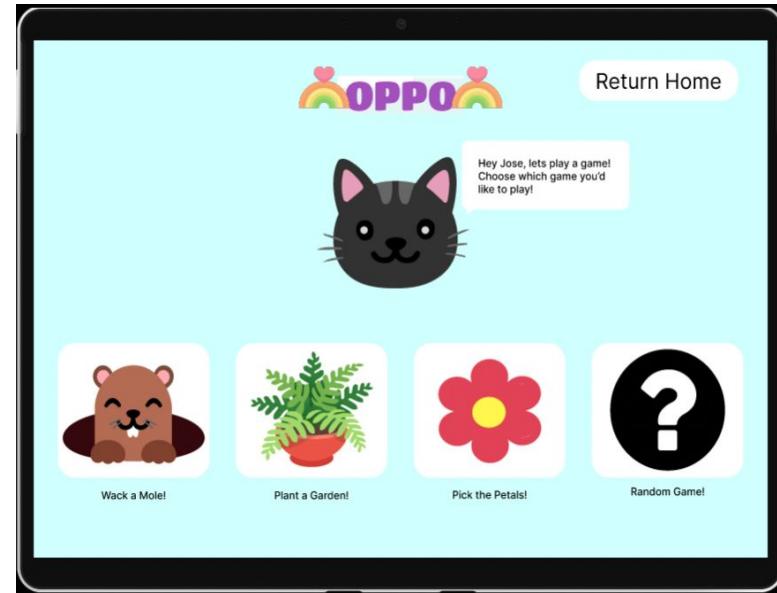 OPPO
Return Home
Hey Jose, lets play a game!
Choose which game you'd
like to play!
Wack a Mole!
Plant a Garden!
Pick the Petals!
Random Game!